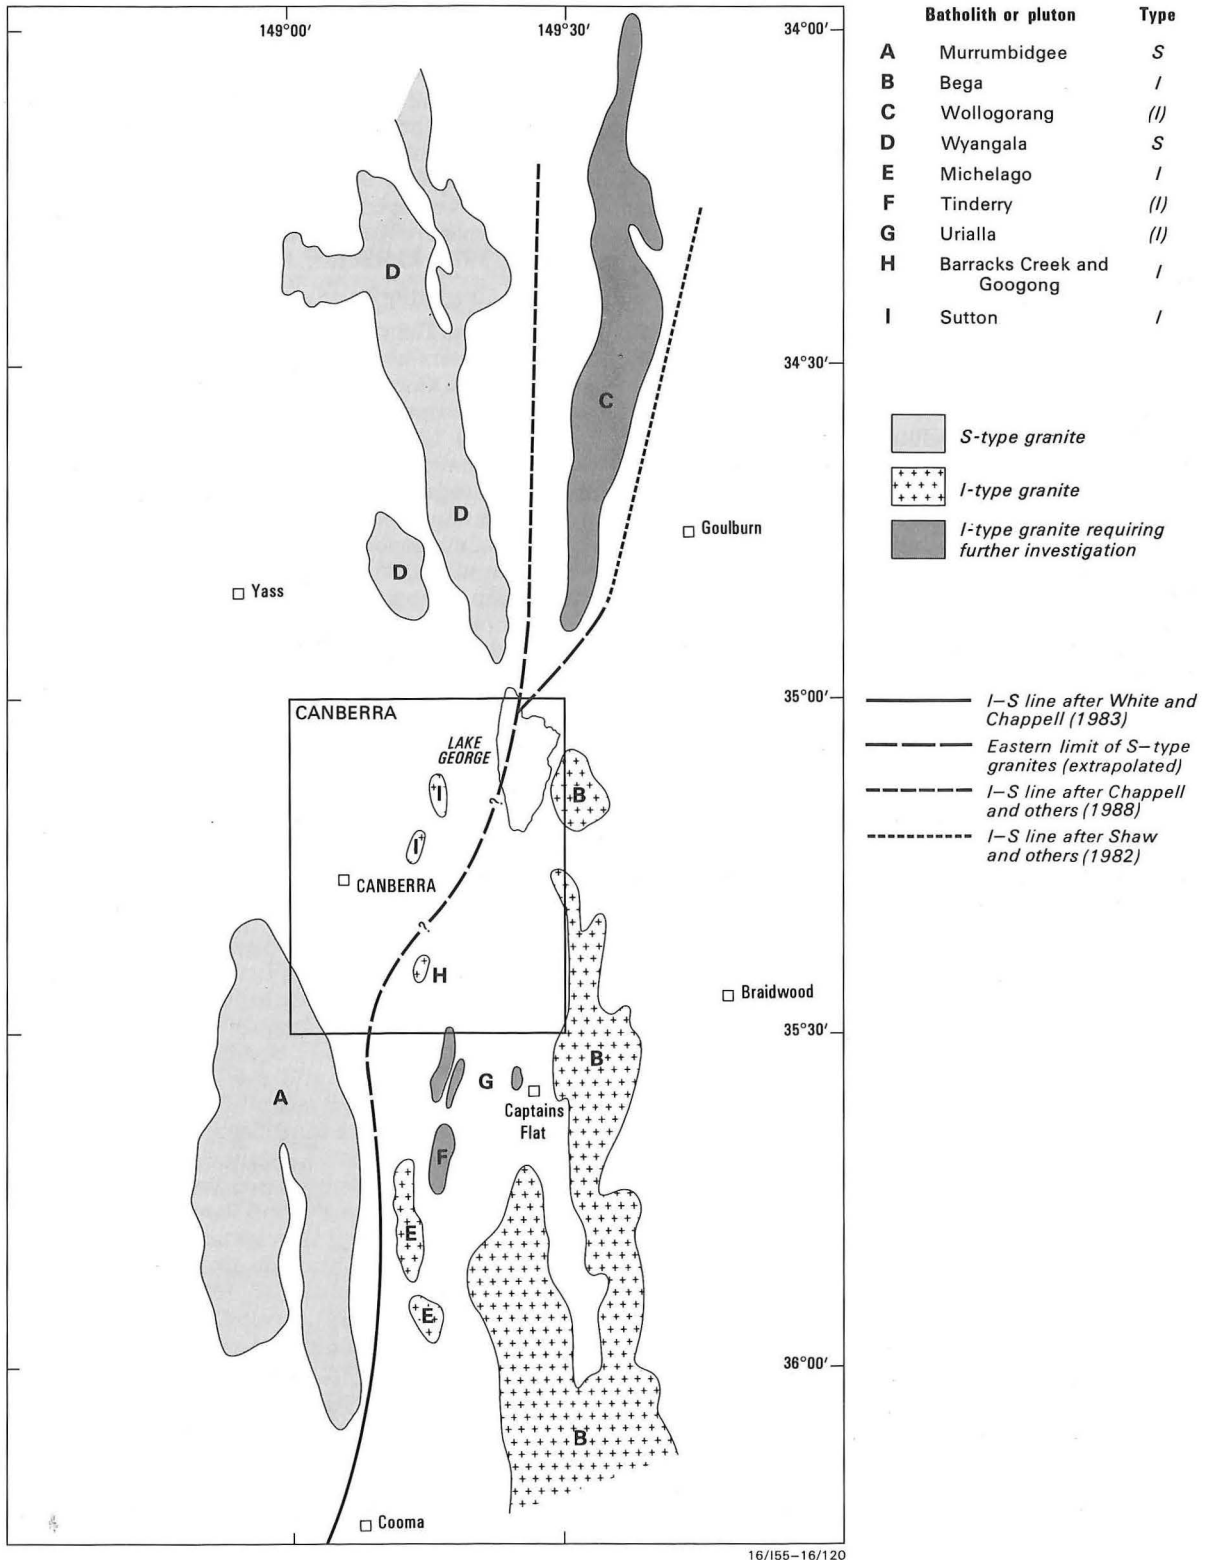 149°00′
149°30′
34°00′
34°30′
35°00′
35°30′
36°00′
D
D
D
C
Goulburn
Yass
CANBERRA
LAKE
GEORGE
I
B
I
CANBERRA
?
?
H
Braidwood
B
A
G
Captains
Flat
F
E
E
B
Cooma
16/I55–16/120
Batholith or pluton Type
A Murrumbidgee S
B Bega I
C Wollogorang (I)
D Wyangala S
E Michelago I
F Tinderry (I)
G Urialla (I)
H Barracks Creek and
Googong I
I Sutton I
S-type granite
I-type granite
I-type granite requiring
further investigation
I–S line after White and
Chappell (1983)
Eastern limit of S–type
granites (extrapolated)
I–S line after Chappell
and others (1988)
I–S line after Shaw
and others (1982)